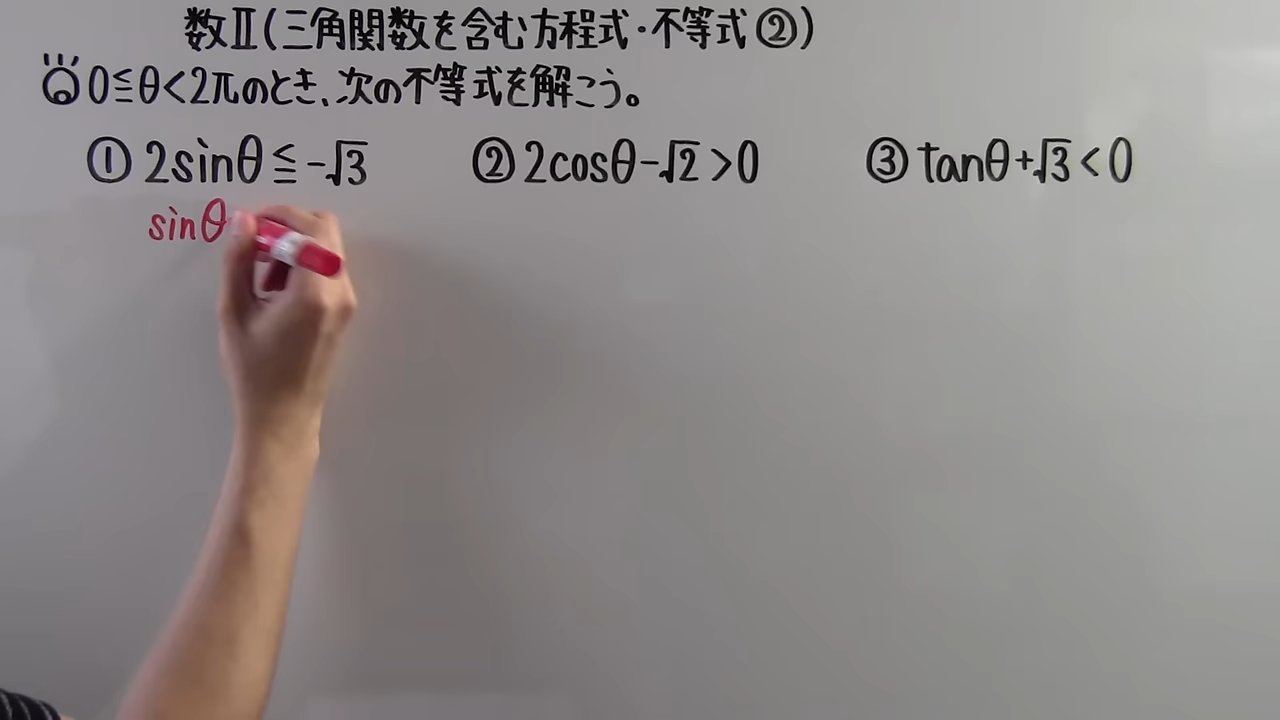 数Ⅱ(三角関数を含む方程式・不等式②)
0≦θ<2πのとき、次の不等式を解こう。
① 2sinθ≦-√3 ② 2cosθ-√2>0 ③ tanθ+√3<0
sinθ